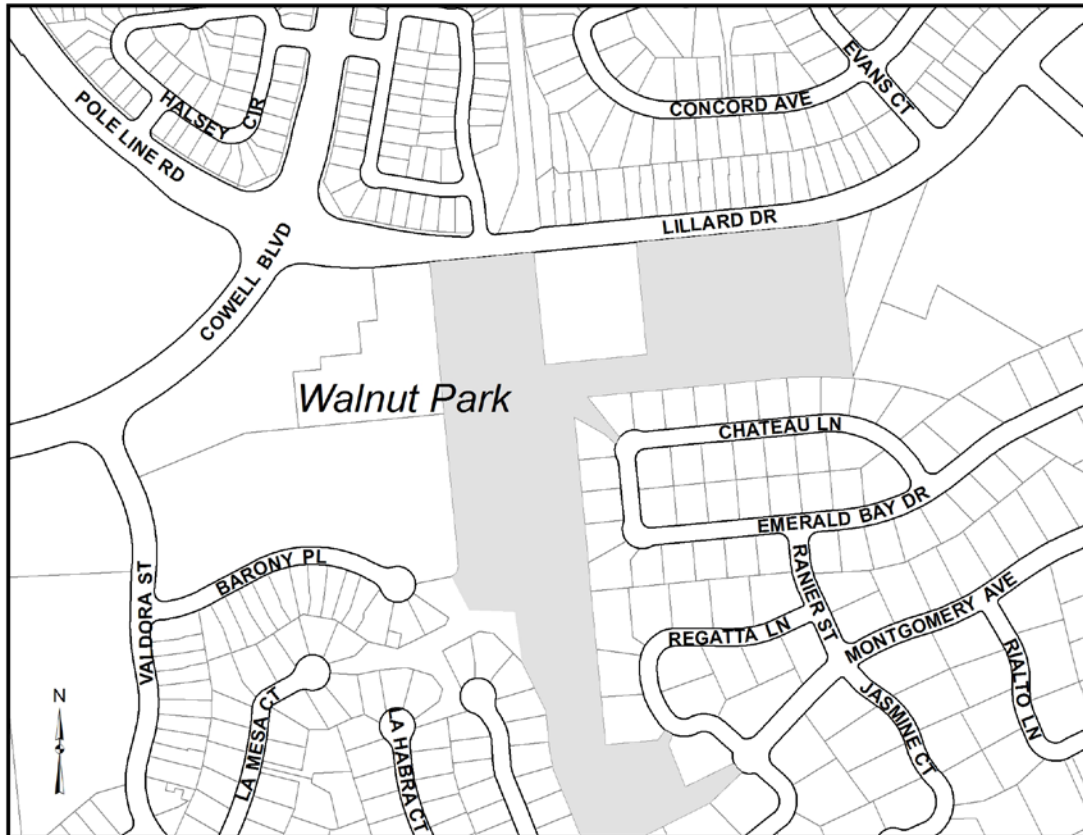 EVANS CT
CONCORD AVE
HALSEY CIR
POLE LINE RD
LILLARD DR
COWELL BLVD
Walnut Park
CHATEAU LN
EMERALD BAY DR
RANIER ST
BARONY PL
VALDORA ST
REGATTA LN
MONTGOMERY AVE
RIALTO LN
JASMINE CT
N
LA MESA CT
LA HABRA CT